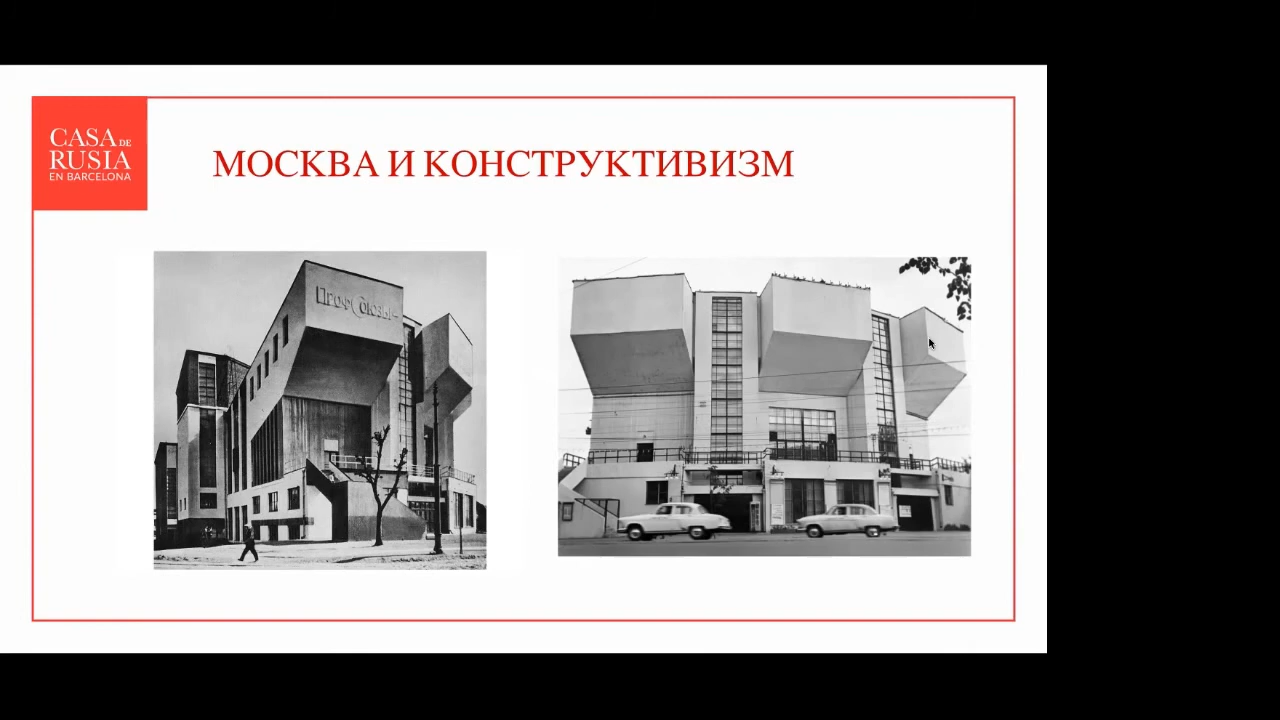 CASA DE
RUSIA
EN BARCELONA
МОСКВА И КОНСТРУКТИВИЗМ
ПРОФСОЮЗЫ